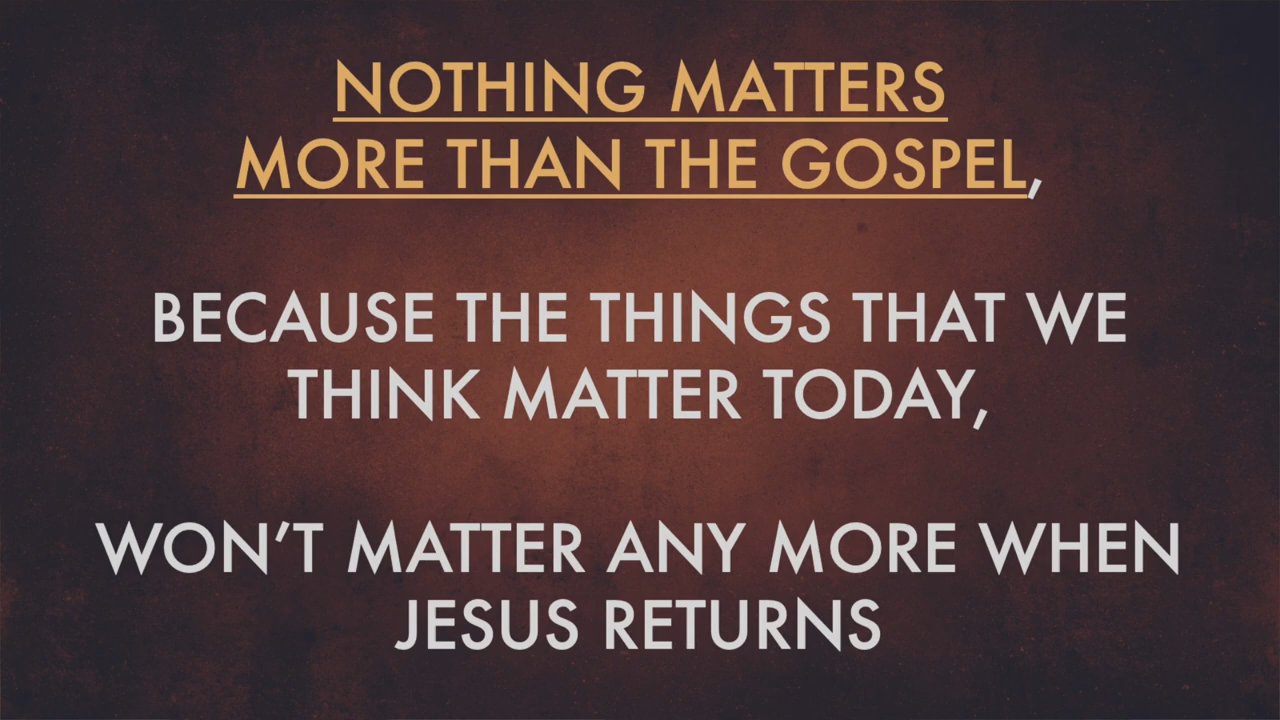 NOTHING MATTERS
MORE THAN THE GOSPEL,
BECAUSE THE THINGS THAT WE
THINK MATTER TODAY,
WON’T MATTER ANY MORE WHEN
JESUS RETURNS